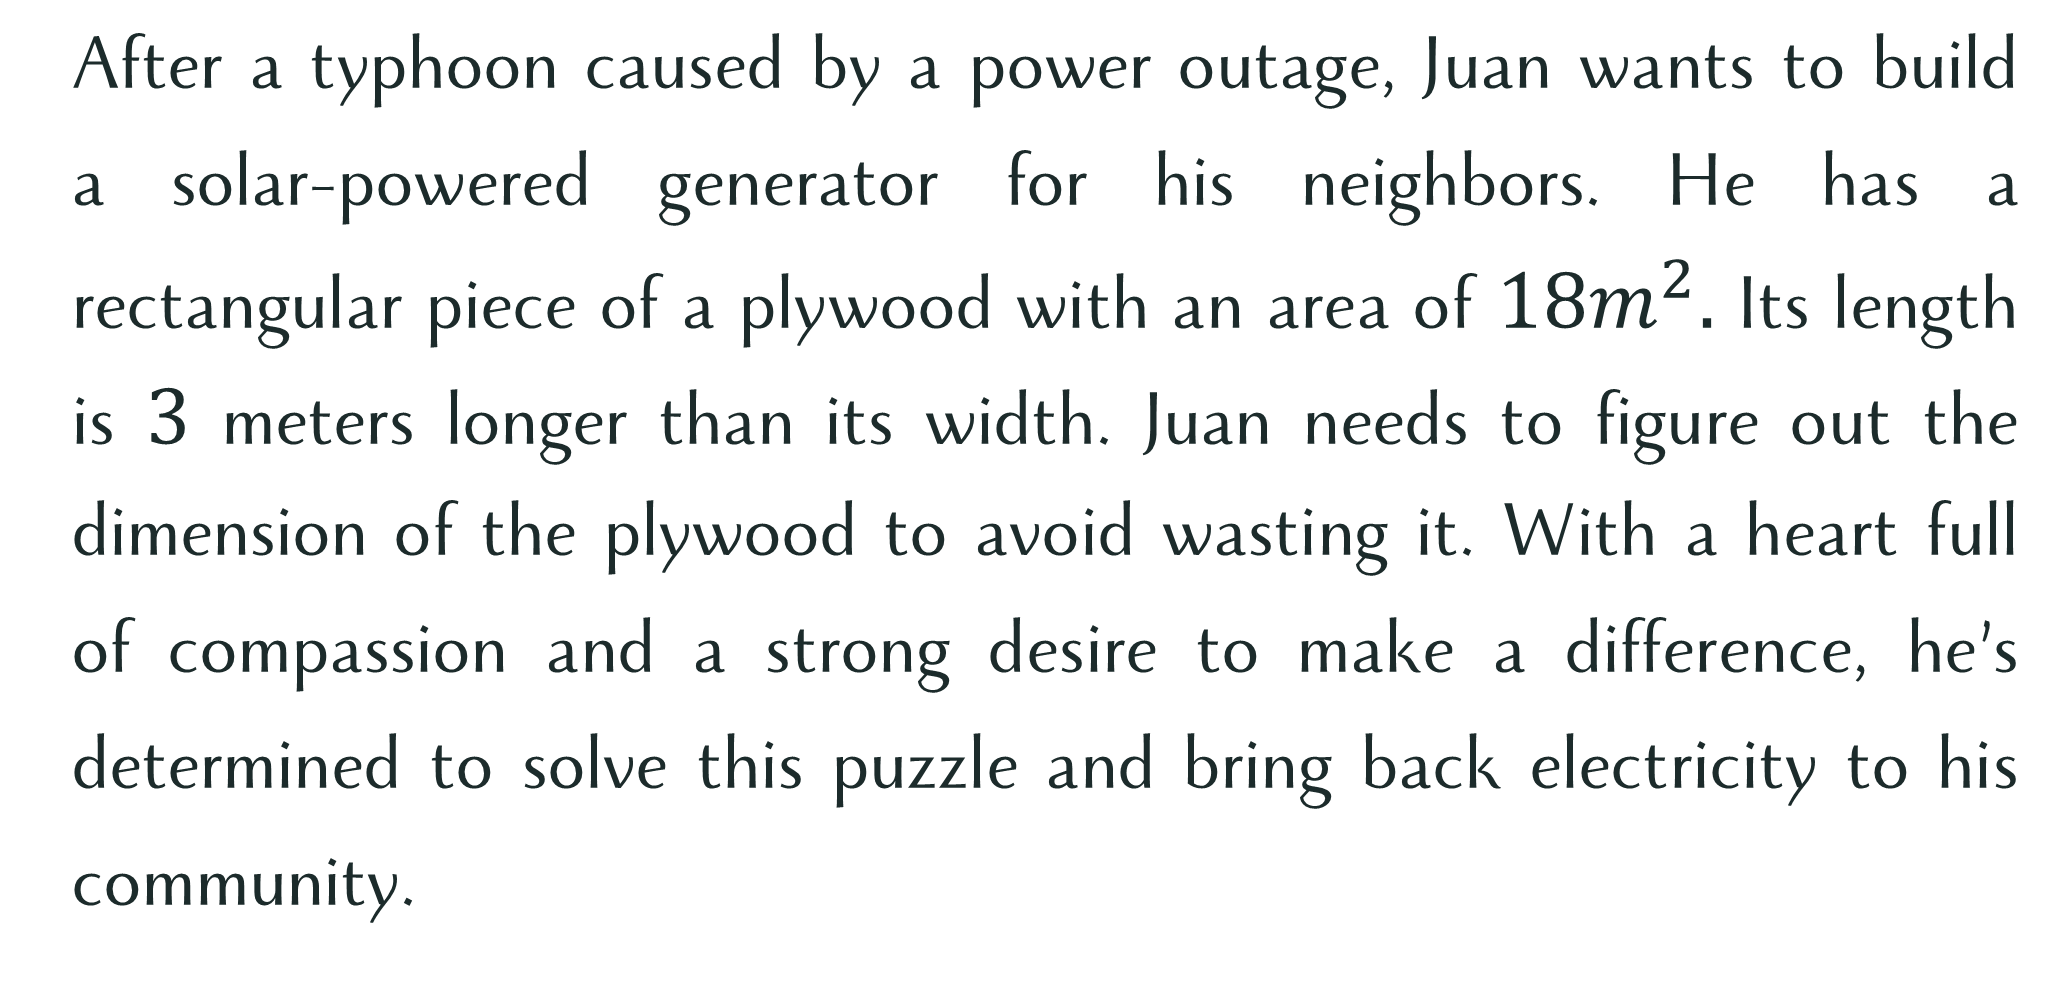 After a typhoon caused by a power outage, Juan wants to build
a solar-powered generator for his neighbors. He has a
rectangular piece of a plywood with an area of 18m². Its length
is 3 meters longer than its width. Juan needs to figure out the
dimension of the plywood to avoid wasting it. With a heart full
of compassion and a strong desire to make a difference, he's
determined to solve this puzzle and bring back electricity to his
community.